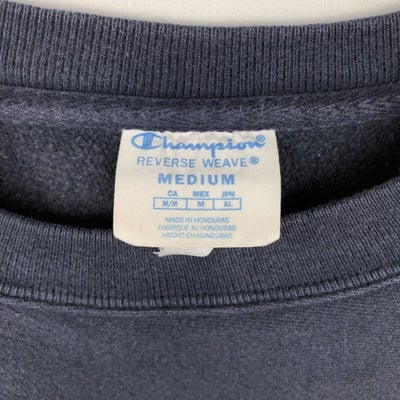 Champion
REVERSE WEAVE®
MEDIUM
CA MEX JPN
M/M M XL
MADE IN HONDURAS
FABRIQUÉ AU HONDURAS
HECHO EN HONDURAS